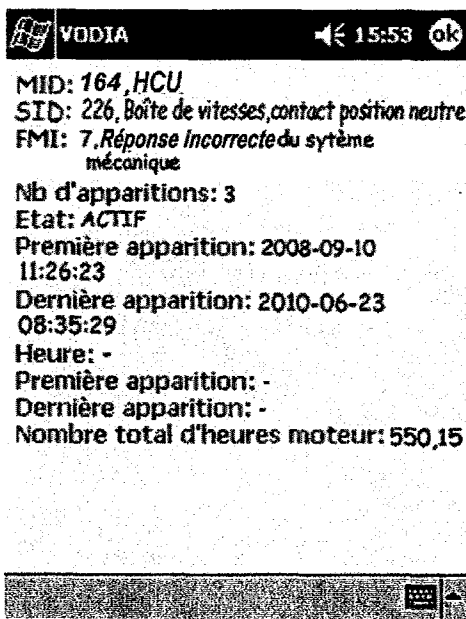 VODIA 15:53 ok
MID: 164,HCU
SID: 226, Boîte de vitesses,contact position neutre
FMI: 7,Réponse Incorrecte du sytème
mécanique
Nb d'apparitions: 3
Etat: ACTIF
Première apparition: 2008-09-10
11:26:23
Dernière apparition: 2010-06-23
08:35:29
Heure: -
Première apparition: -
Dernière apparition: -
Nombre total d'heures moteur: 550,15